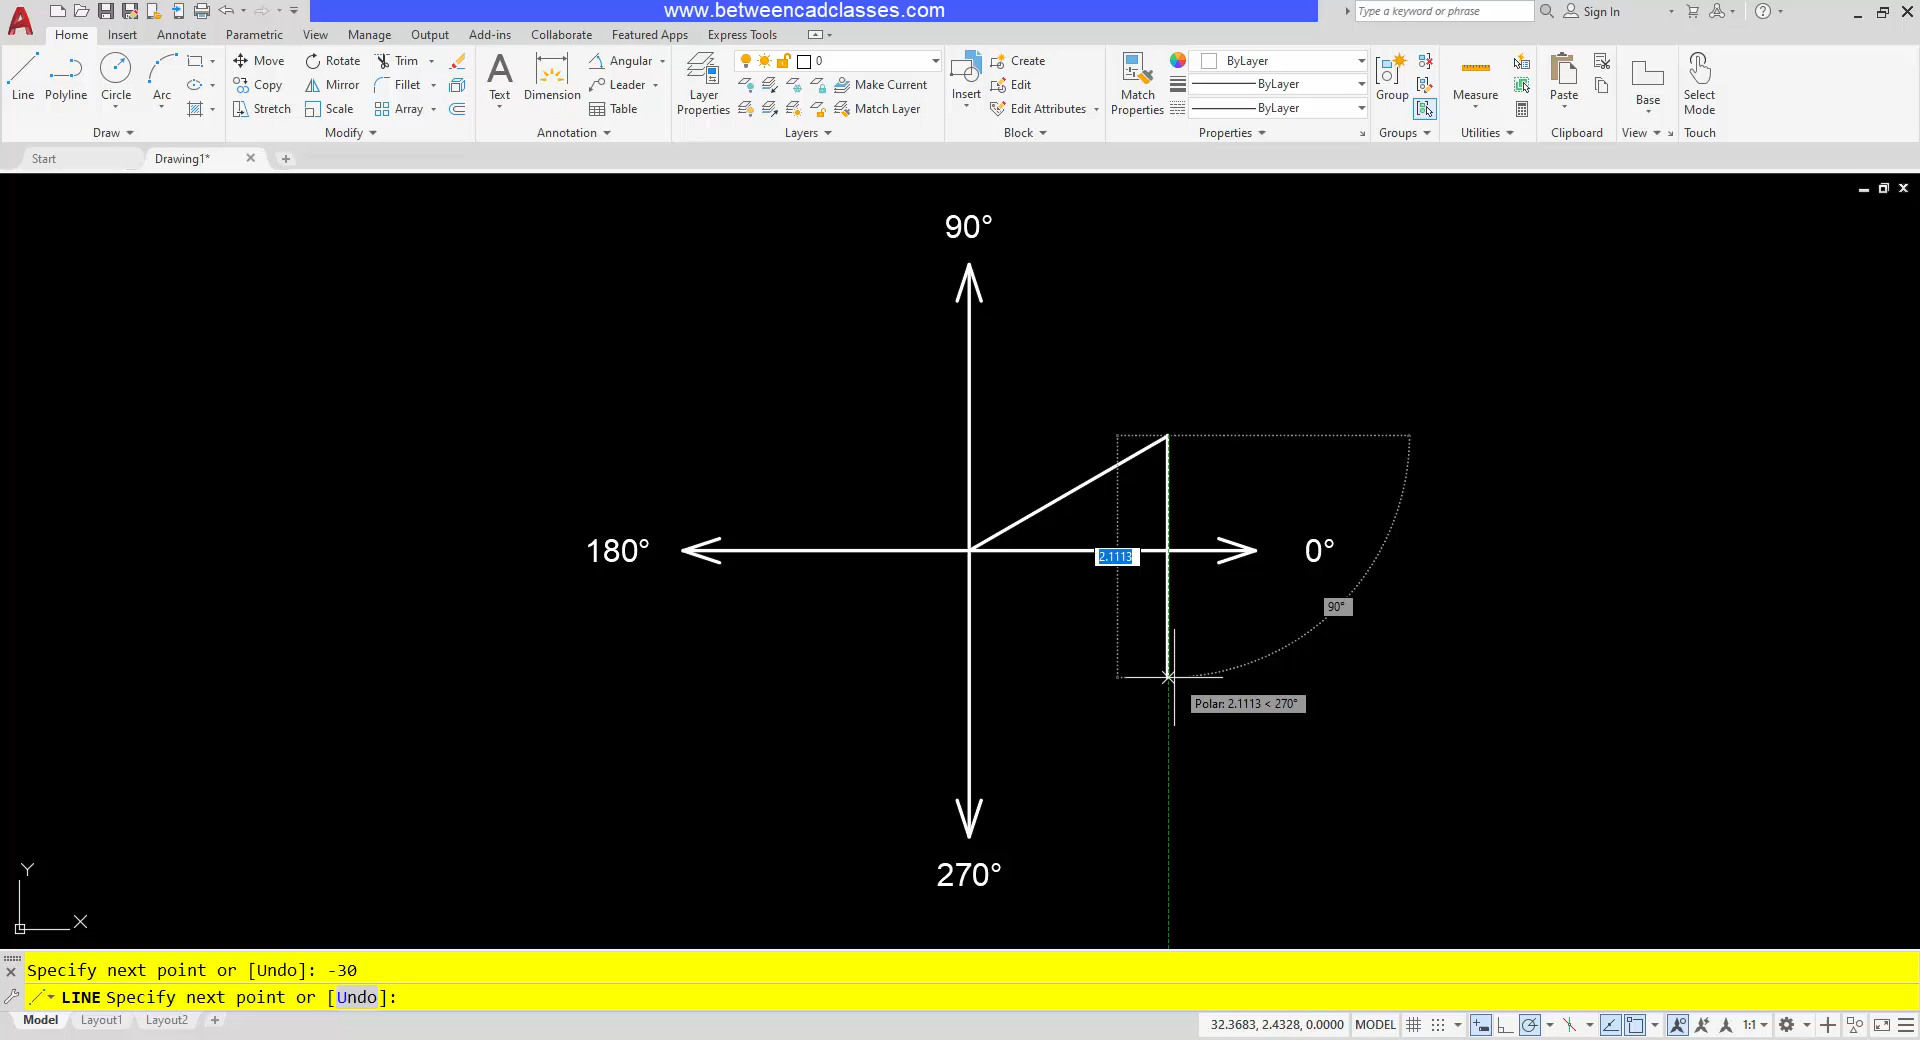 www.betweencadclasses.com
Type a keyword or phrase
Sign In
Home Insert Annotate Parametric View Manage Output Add-ins Collaborate Featured Apps Express Tools
Line Polyline Circle Arc
Move Rotate Trim
Copy Mirror Fillet
Stretch Scale Array
Text Dimension
Angular
Leader
Table
Layer Properties
0
Make Current
Match Layer
Insert
Create
Edit
Edit Attributes
Match Properties
ByLayer
ByLayer
ByLayer
Group
Measure
Paste
Base
Select Mode
Draw Modify Annotation Layers Block Properties Groups Utilities Clipboard View Touch
Start Drawing1*
90°
180°
0°
2.1113
90°
Polar: 2.1113 < 270°
270°
Y
X
Specify next point or [Undo]: -30
LINE Specify next point or [Undo]:
Model Layout1 Layout2
32.3683, 2.4328, 0.0000 MODEL 1:1